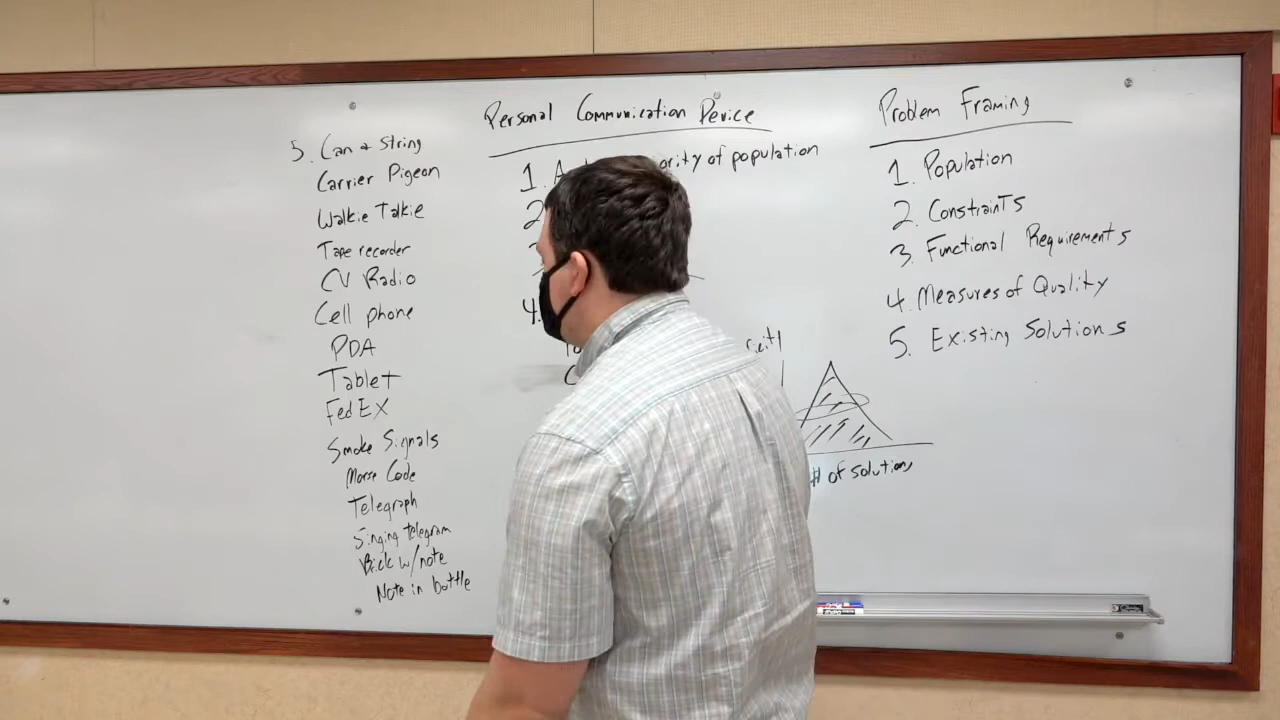 5. Can & String
Carrier Pigeon
Walkie Talkie
Tape recorder
CV Radio
Cell phone
PDA
Tablet
FedEX
Smoke Signals
Morse Code
Telegraph
Singing telegram
Brick w/note
Note in bottle
Personal Communication Device
1. of population
2
4.
# of solutions
Problem Framing
1. Population
2. Constraints
3. Functional Requirements
4. Measures of Quality
5. Existing Solutions